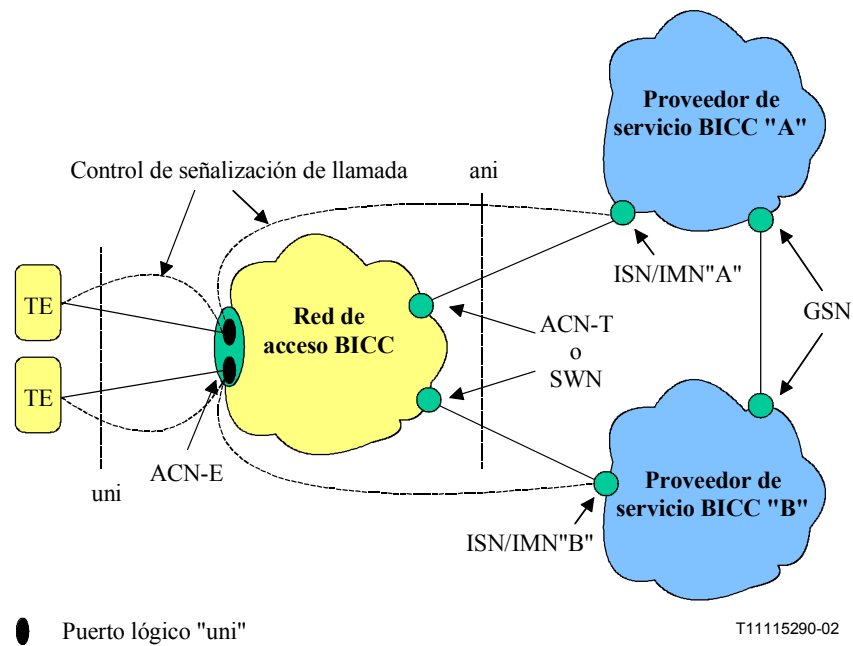 Proveedor de
servicio BICC "A"
Control de señalización de llamada
ani
ISN/IMN"A"
TE
Red de
acceso BICC
ACN-T
o
SWN
GSN
TE
ACN-E
uni
Proveedor de
servicio BICC "B"
ISN/IMN"B"
Puerto lógico "uni"
T11115290-02